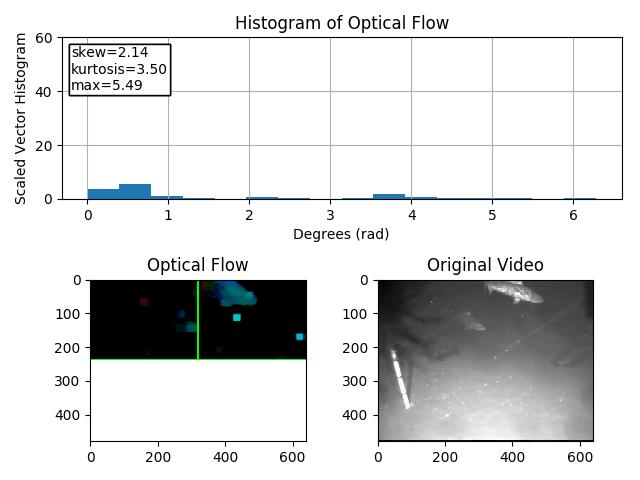 Histogram of Optical Flow
60
40
20
0
Scaled Vector Histogram
skew=2.14
kurtosis=3.50
max=5.49
0 1 2 3 4 5 6
Degrees (rad)
Optical Flow
0
100
200
300
400
0 200 400 600
Original Video
0
100
200
300
400
0 200 400 600